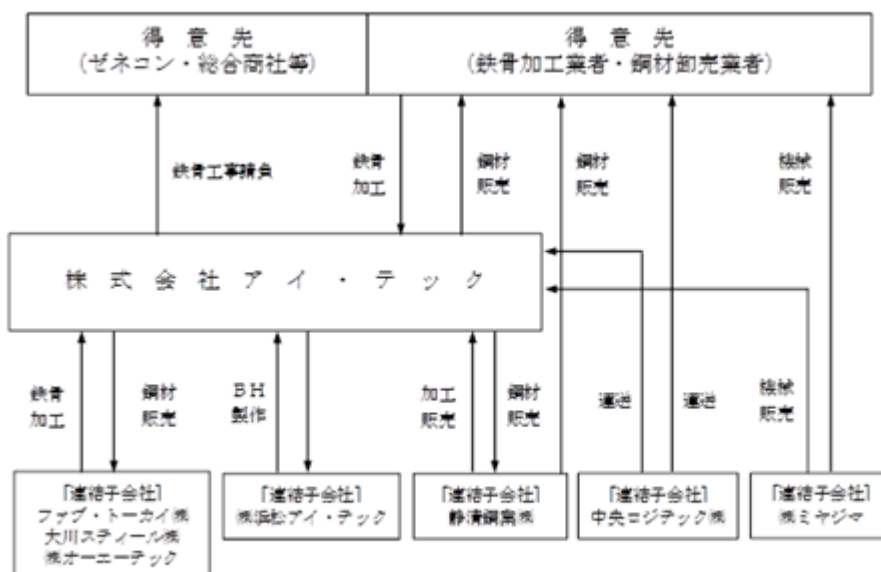 得意先
(ゼネコン・総合商社等)
得意先
(鉄骨加工業者・鋼材卸売業者)
鉄骨工事請負
鉄骨
加工
鋼材
販売
鋼材
販売
機械
販売
株式会社アイ・テック
鉄骨
加工
鋼材
販売
BH
製作
加工
販売
鋼材
販売
運送
運送
機械
販売
[連結子会社]
ファブ・トーカイ㈱
大川スティール㈱
㈱オーエーテック
[連結子会社]
㈱浜松アイ・テック
[連結子会社]
静清鋼業㈱
[連結子会社]
中央ロジテック㈱
[連結子会社]
㈱ミヤジマ